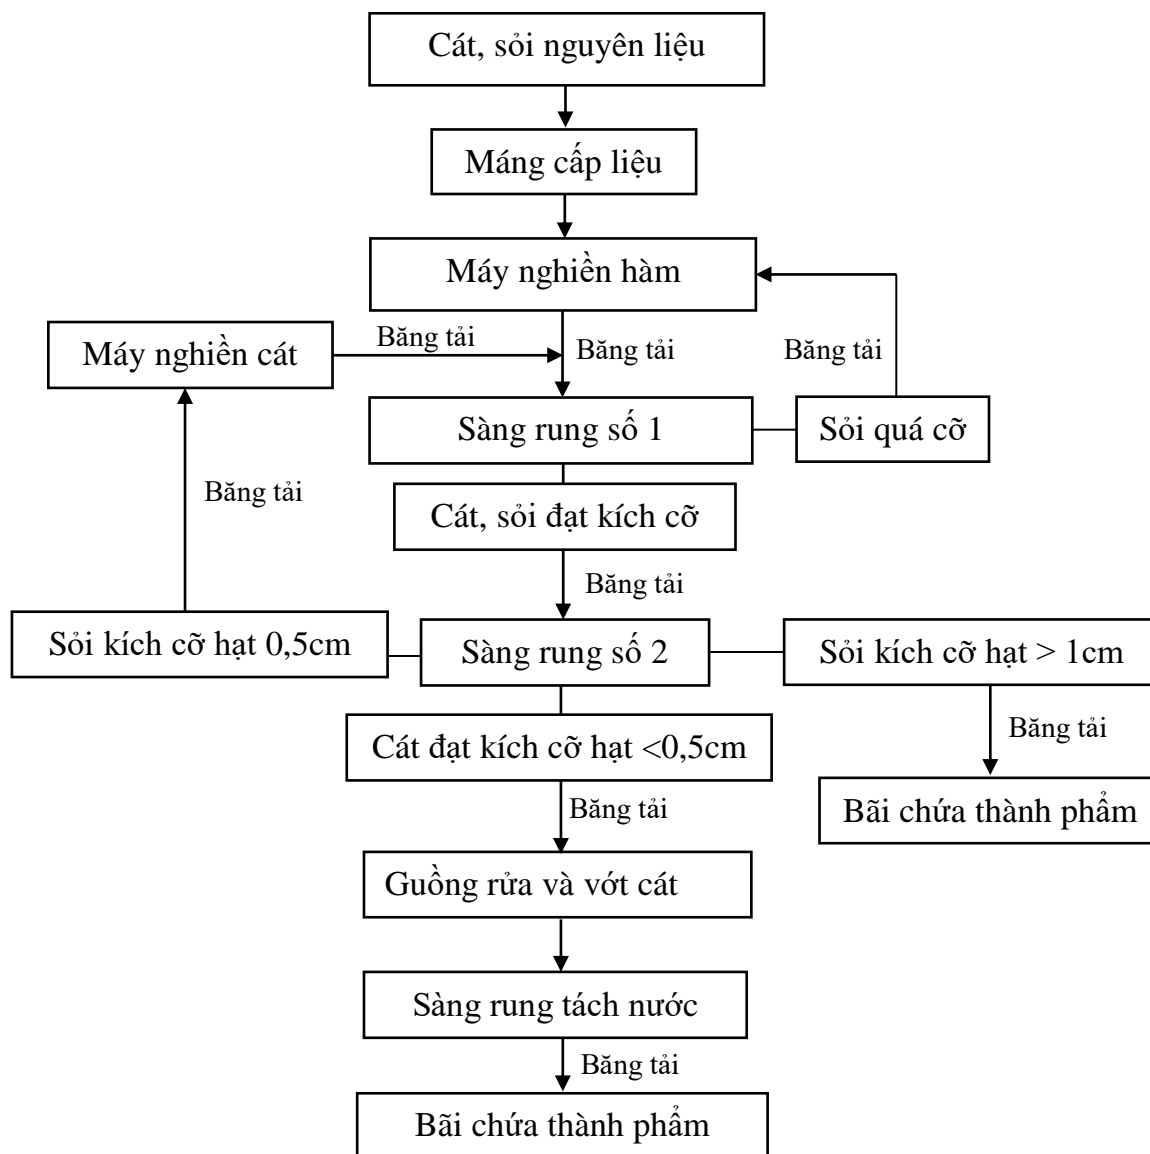 Cát, sỏi nguyên liệu
Máng cấp liệu
Máy nghiền hàm
Băng tải
Băng tải
Băng tải
Máy nghiền cát
Sàng rung số 1
Sỏi quá cỡ
Băng tải
Cát, sỏi đạt kích cỡ
Băng tải
Sỏi kích cỡ hạt 0,5cm
Sàng rung số 2
Sỏi kích cỡ hạt > 1cm
Cát đạt kích cỡ hạt <0,5cm
Băng tải
Băng tải
Bãi chứa thành phẩm
Guồng rửa và vớt cát
Sàng rung tách nước
Băng tải
Bãi chứa thành phẩm